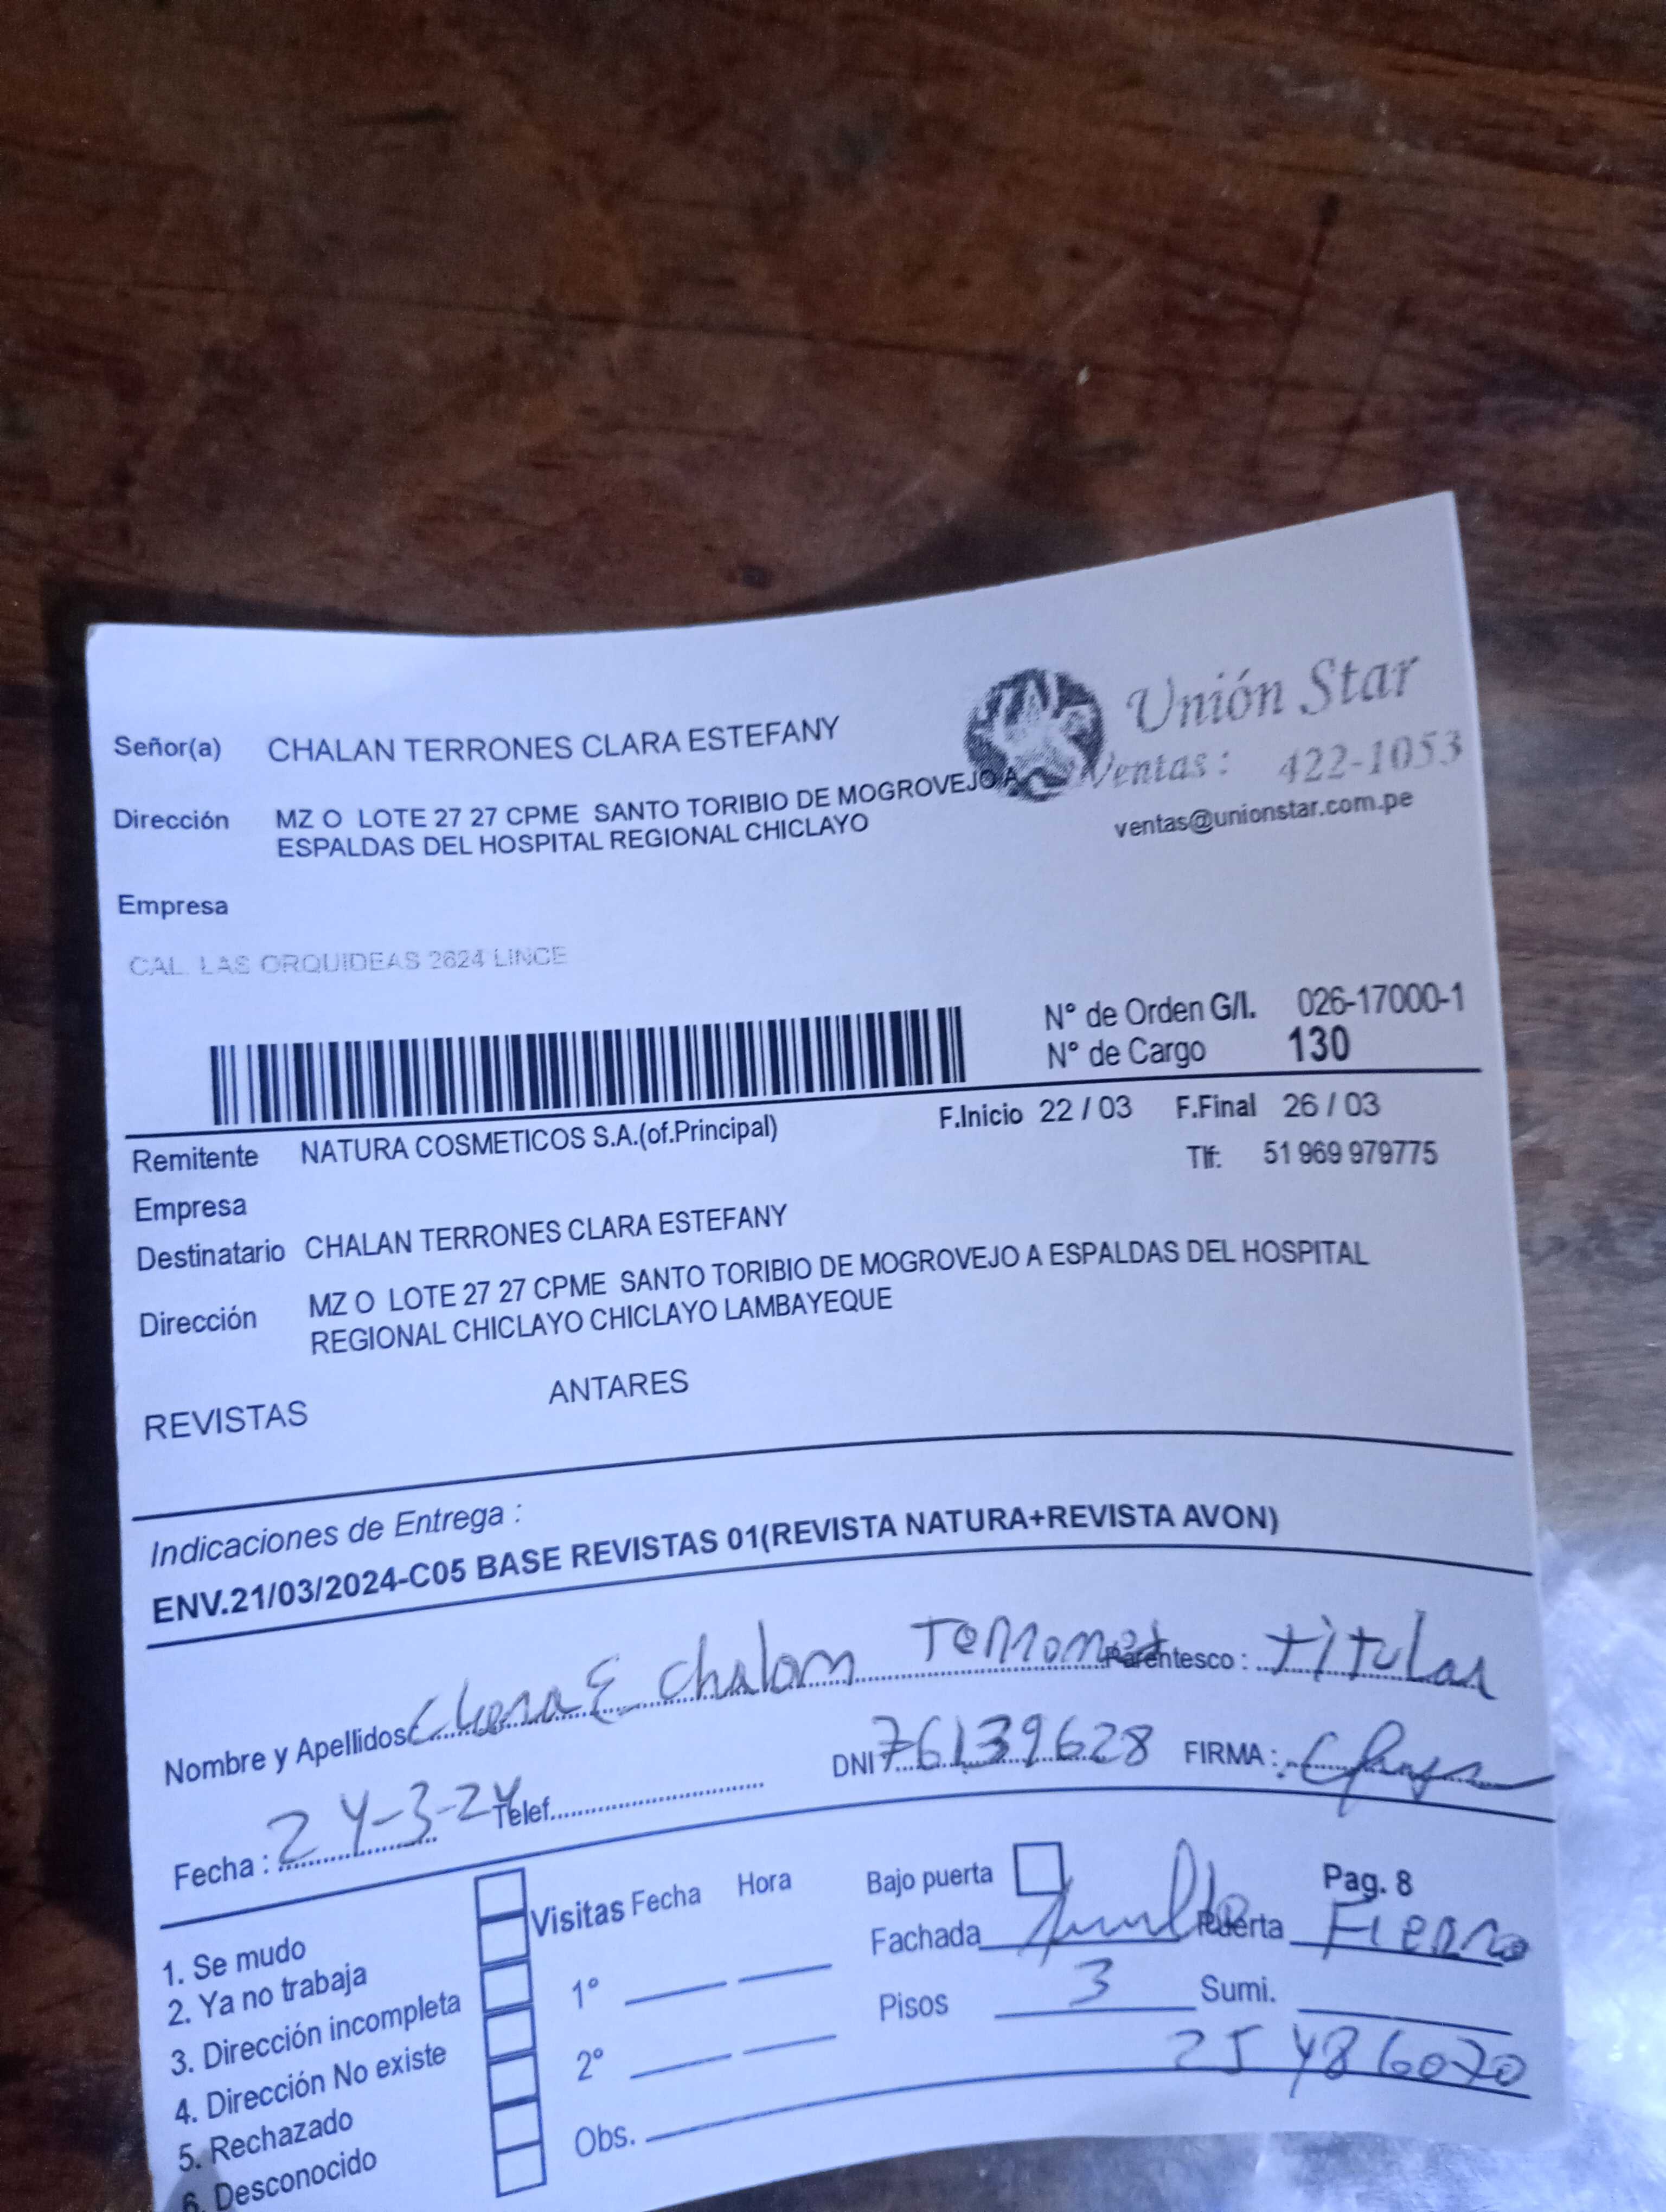 Unión Star
Señor(a) CHALAN TERRONES CLARA ESTEFANY
Ventas: 422-1053
Dirección MZ O LOTE 27 27 CPME SANTO TORIBIO DE MOGROVEJO A
ventas@unionstar.com.pe
ESPALDAS DEL HOSPITAL REGIONAL CHICLAYO
Empresa
CAL. LAS ORQUIDEAS 2624 LINCE
N° de Orden G/I. 026-17000-1
N° de Cargo 130
F.Inicio 22 / 03 F.Final 26 / 03
Remitente NATURA COSMETICOS S.A.(of.Principal)
Tlf: 51 969 979775
Empresa
Destinatario CHALAN TERRONES CLARA ESTEFANY
Dirección MZ O LOTE 27 27 CPME SANTO TORIBIO DE MOGROVEJO A ESPALDAS DEL HOSPITAL
REGIONAL CHICLAYO CHICLAYO LAMBAYEQUE
REVISTAS ANTARES
Indicaciones de Entrega :
ENV.21/03/2024-C05 BASE REVISTAS 01(REVISTA NATURA+REVISTA AVON)
Nombre y Apellidos: Clara E Chalan Terrones Parentesco : titular
Fecha : 24-3-24 Telef. DNI 76139628 FIRMA :
Visitas Fecha Hora Bajo puerta Pag. 8
1. Se mudo
Fachada Puerta Fierro
2. Ya no trabaja
1° Pisos 3 Sumi.
3. Dirección incompleta
25486070
4. Dirección No existe
2°
5. Rechazado
Obs.
6. Desconocido